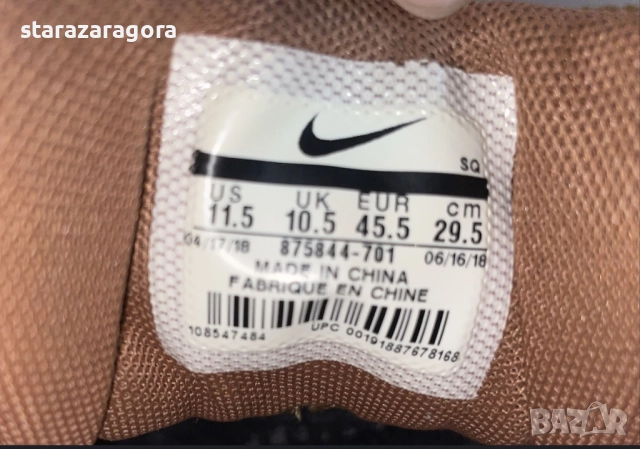 starazaragora
SQ
US UK EUR cm
11.5 10.5 45.5 29.5
04/17/18 875844-701 06/16/18
MADE IN CHINA
FABRIQUE EN CHINE
108547484 UPC 00191887678168
BAZAR